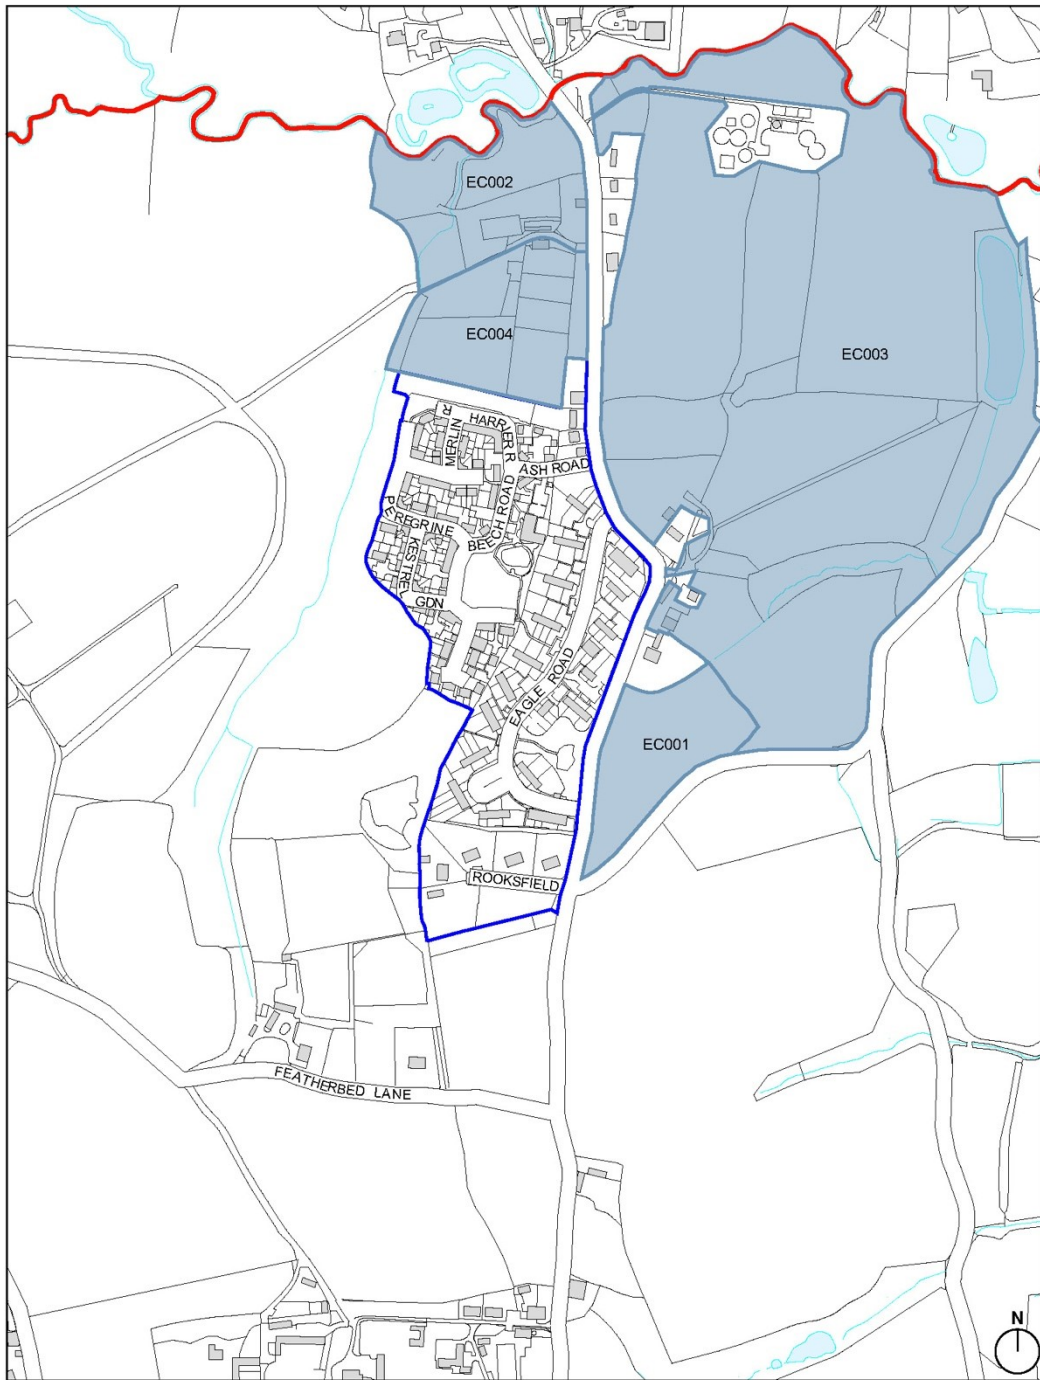 EC002
EC004
EC003
MERLIN R
HARRIER R
ASH ROAD
PEREGRINE
BEECH ROAD
KESTREL
GDN
EAGLE ROAD
EC001
ROOKSFIELD
FEATHERBED LANE
N